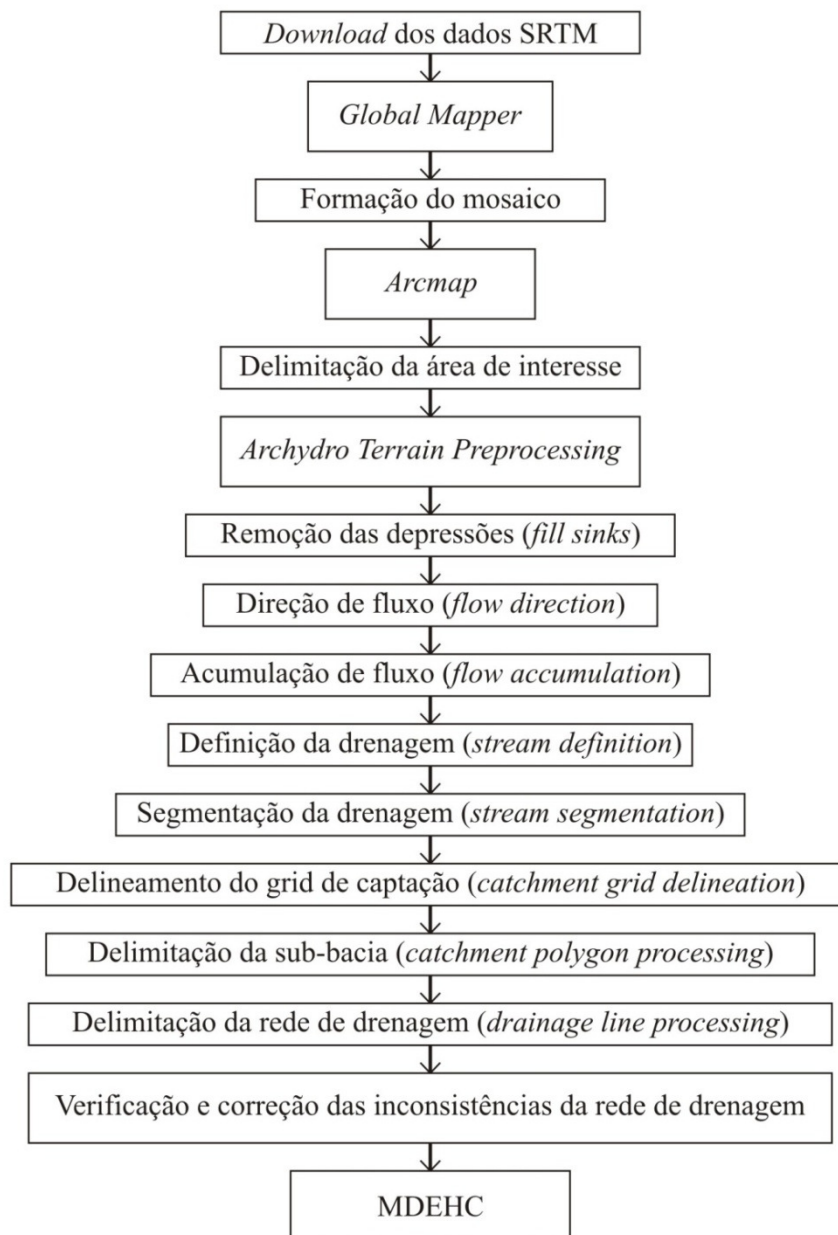 Download dos dados SRTM
Global Mapper
Formação do mosaico
Arcmap
Delimitação da área de interesse
Archydro Terrain Preprocessing
Remoção das depressões (fill sinks)
Direção de fluxo (flow direction)
Acumulação de fluxo (flow accumulation)
Definição da drenagem (stream definition)
Segmentação da drenagem (stream segmentation)
Delineamento do grid de captação (catchment grid delineation)
Delimitação da sub-bacia (catchment polygon processing)
Delimitação da rede de drenagem (drainage line processing)
Verificação e correção das inconsistências da rede de drenagem
MDEHC